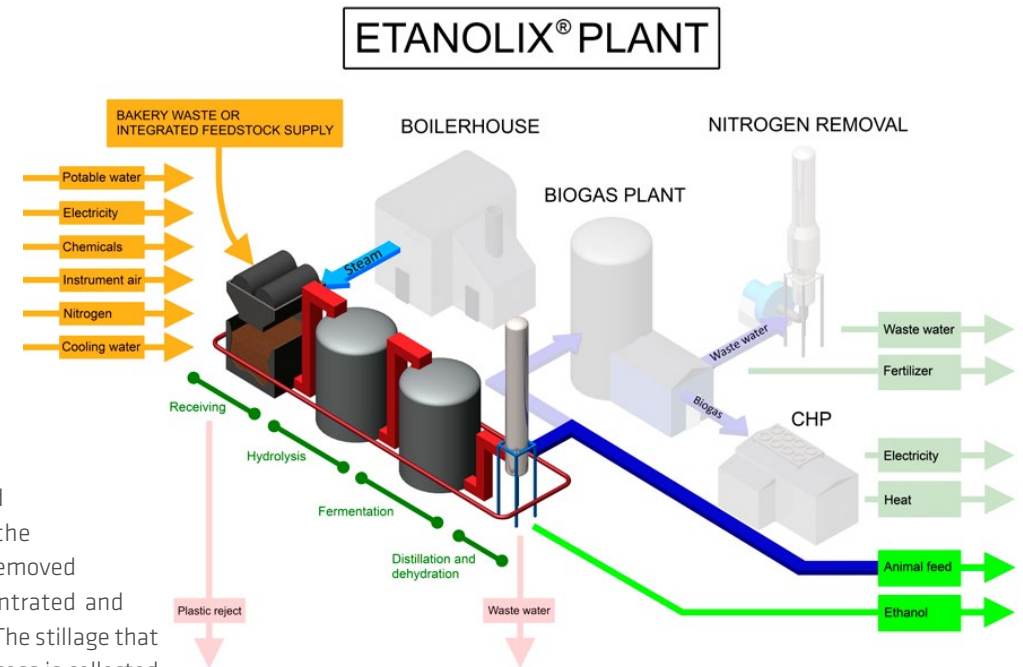 ETANOLIX® PLANT
BAKERY WASTE OR
INTEGRATED FEEDSTOCK SUPPLY
BOILERHOUSE
NITROGEN REMOVAL
BIOGAS PLANT
Potable water
Electricity
Chemicals
Instrument air
Nitrogen
Cooling water
Steam
Waste water
Biogas
CHP
Waste water
Fertilizer
Electricity
Heat
Animal feed
Ethanol
Receiving
Hydrolysis
Fermentation
Distillation and
dehydration
Plastic reject
Waste water
the
emoved
entrated and
The stillage that